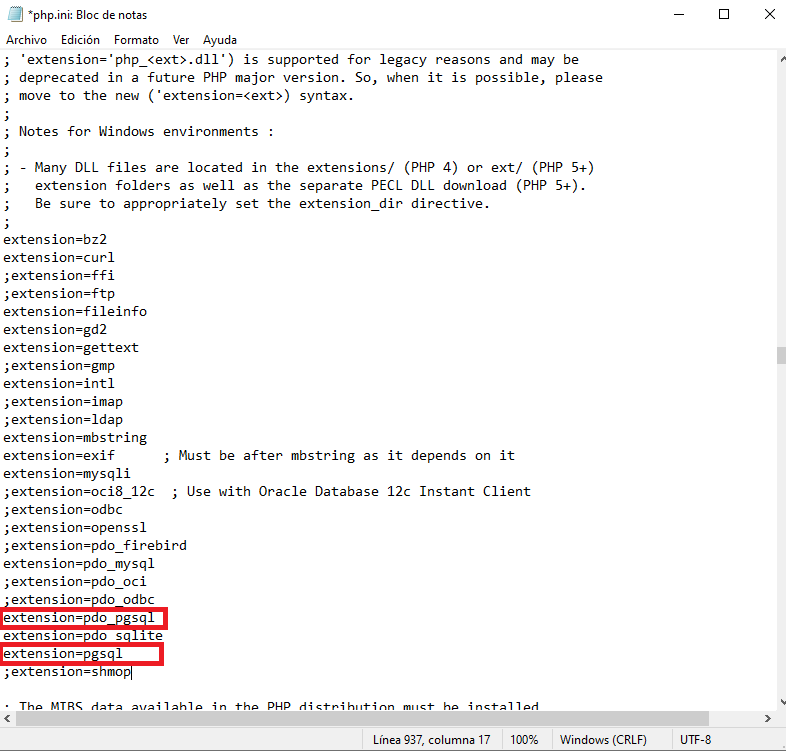 *php.ini: Bloc de notas
Archivo Edición Formato Ver Ayuda
; 'extension='php_<ext>.dll') is supported for legacy reasons and may be
; deprecated in a future PHP major version. So, when it is possible, please
; move to the new ('extension=<ext>) syntax.
;
; Notes for Windows environments :
;
; - Many DLL files are located in the extensions/ (PHP 4) or ext/ (PHP 5+)
;   extension folders as well as the separate PECL DLL download (PHP 5+).
;   Be sure to appropriately set the extension_dir directive.
;
extension=bz2
extension=curl
;extension=ffi
;extension=ftp
extension=fileinfo
extension=gd2
extension=gettext
;extension=gmp
extension=intl
;extension=imap
;extension=ldap
extension=mbstring
extension=exif      ; Must be after mbstring as it depends on it
extension=mysqli
;extension=oci8_12c  ; Use with Oracle Database 12c Instant Client
;extension=odbc
;extension=openssl
;extension=pdo_firebird
extension=pdo_mysql
;extension=pdo_oci
;extension=pdo_odbc
extension=pdo_pgsql
extension=pdo_sqlite
extension=pgsql
;extension=shmop
; The MIBS data available in the PHP distribution must be installed
Línea 937, columna 17 100% Windows (CRLF) UTF-8